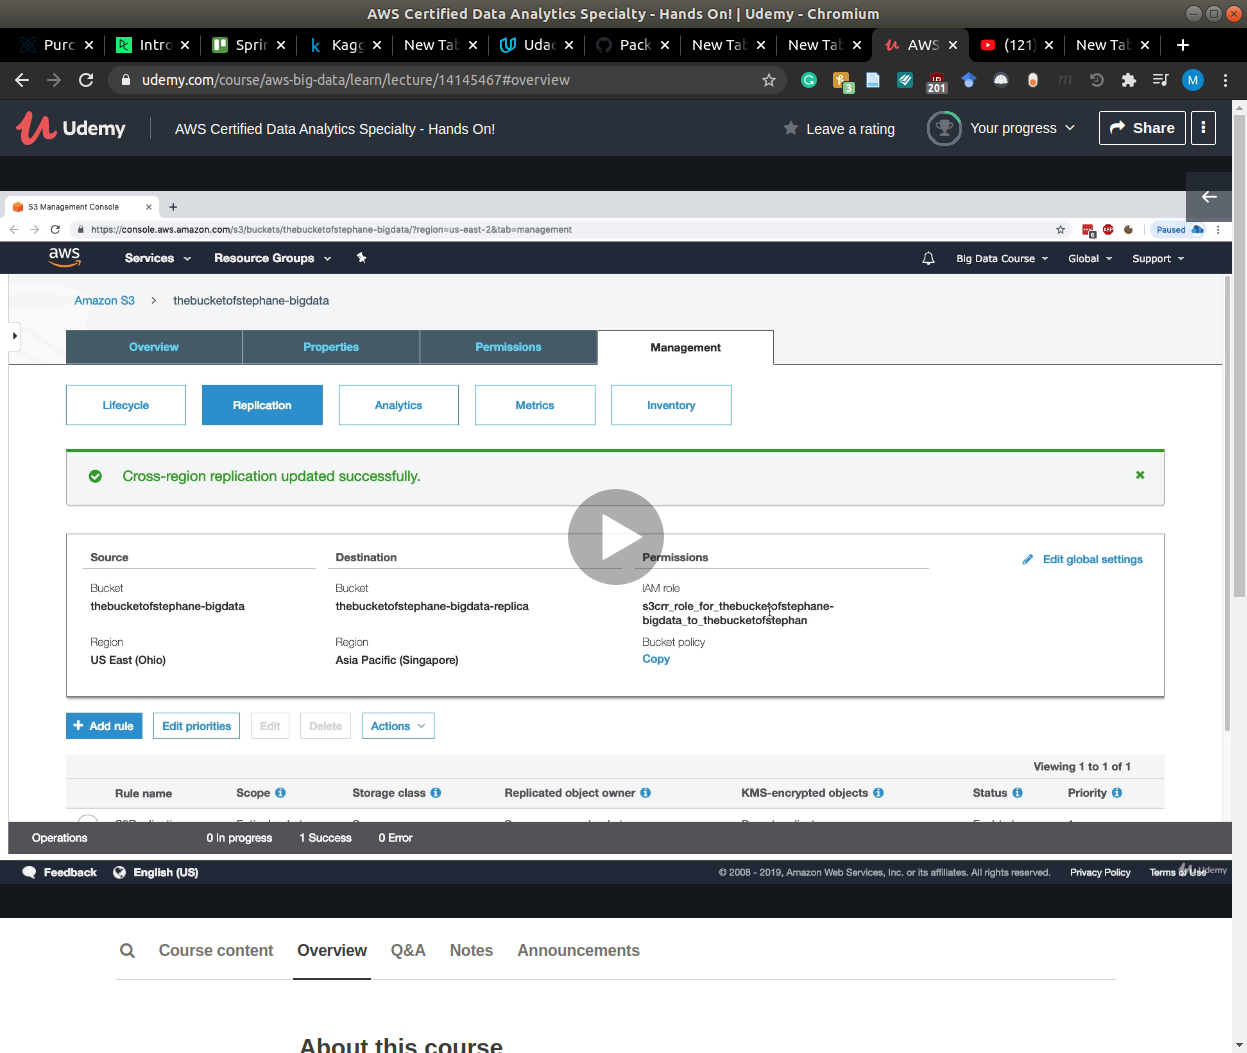 AWS Certified Data Analytics Specialty - Hands On! | Udemy - Chromium
Purc Intro Sprin Kagg New Tab Udac Pack New Tab New Tab AWS (121) New Tab
udemy.com/course/aws-big-data/learn/lecture/14145467#overview
3
201
M
Udemy
AWS Certified Data Analytics Specialty - Hands On!
Leave a rating
Your progress
Share
S3 Management Console
https://console.aws.amazon.com/s3/buckets/thebucketofstephane-bigdata/?region=us-east-2&tab=management
Paused
aws
Services
Resource Groups
Big Data Course
Global
Support
Amazon S3 > thebucketofstephane-bigdata
Overview
Properties
Permissions
Management
Lifecycle
Replication
Analytics
Metrics
Inventory
Cross-region replication updated successfully.
Source
Bucket
thebucketofstephane-bigdata
Region
US East (Ohio)
Destination
Bucket
thebucketofstephane-bigdata-replica
Region
Asia Pacific (Singapore)
Permissions
IAM role
s3crr_role_for_thebucketofstephane-
bigdata_to_thebucketofstephan
Bucket policy
Copy
Edit global settings
+ Add rule
Edit priorities
Edit
Delete
Actions
Viewing 1 to 1 of 1
Rule name
Scope
Storage class
Replicated object owner
KMS-encrypted objects
Status
Priority
Operations
0 In progress
1 Success
0 Error
Feedback
English (US)
© 2008 - 2019, Amazon Web Services, Inc. or its affiliates. All rights reserved.
Privacy Policy
Terms of Use
Udemy
Course content
Overview
Q&A
Notes
Announcements
About this course